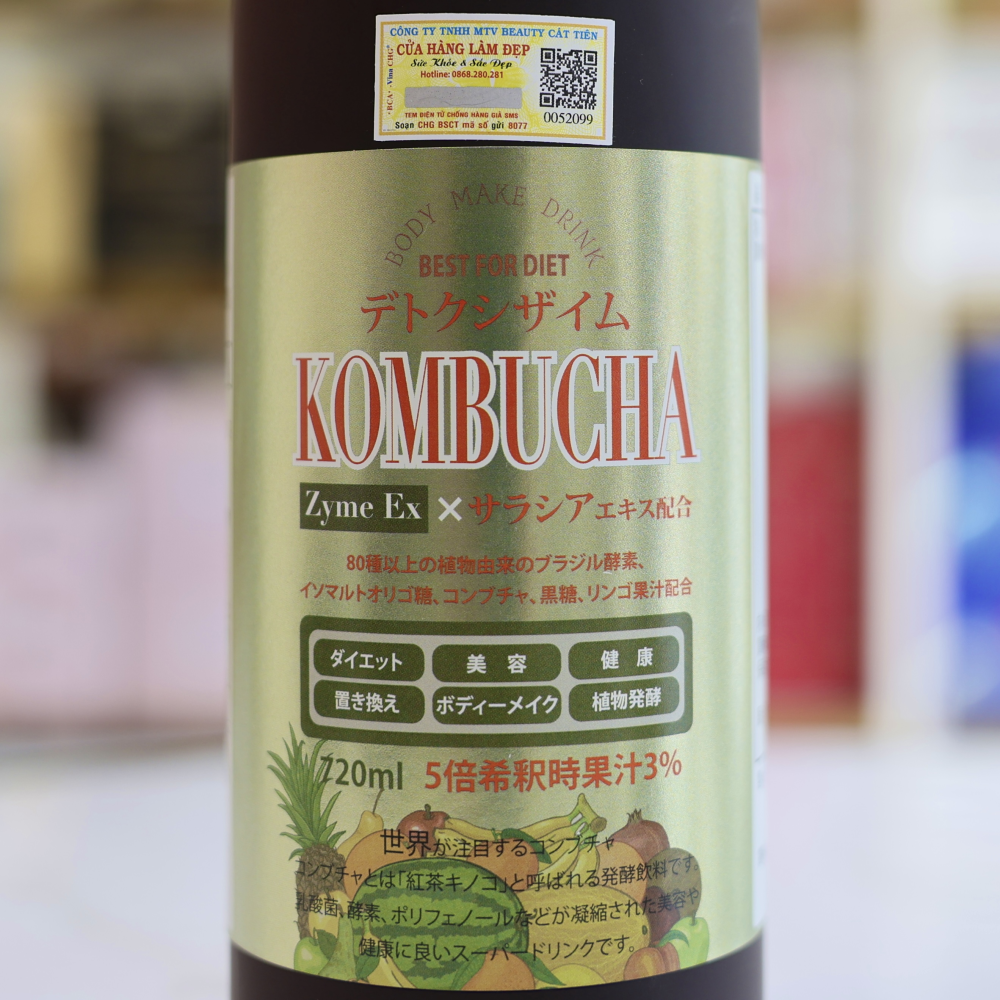 CÔNG TY TNHH MTV BEAUTY CÁT TIÊN
CỬA HÀNG LÀM ĐẸP
Sức Khỏe & Sắc Đẹp
Hotline: 0868.280.281
BCA - Vina CHG
TEM ĐIỆN TỬ CHỐNG HÀNG GIẢ SMS
Soạn CHG BSCT mã số gửi 8077
0052099
BODY MAKE DRINK
BEST FOR DIET
デトクシザイム
KOMBUCHA
Zyme Ex × サラシアエキス配合
80種以上の植物由来のブラジル酵素、
イソマルトオリゴ糖、コンブチャ、黒糖、リンゴ果汁配合
ダイエット 美容 健康
置き換え ボディーメイク 植物発酵
720ml 5倍希釈時果汁3%
世界が注目するコンブチャ
コンブチャとは「紅茶キノコ」と呼ばれる発酵飲料です。
乳酸菌、酵素、ポリフェノールなどが凝縮された美容や
健康に良いスーパードリンクです。